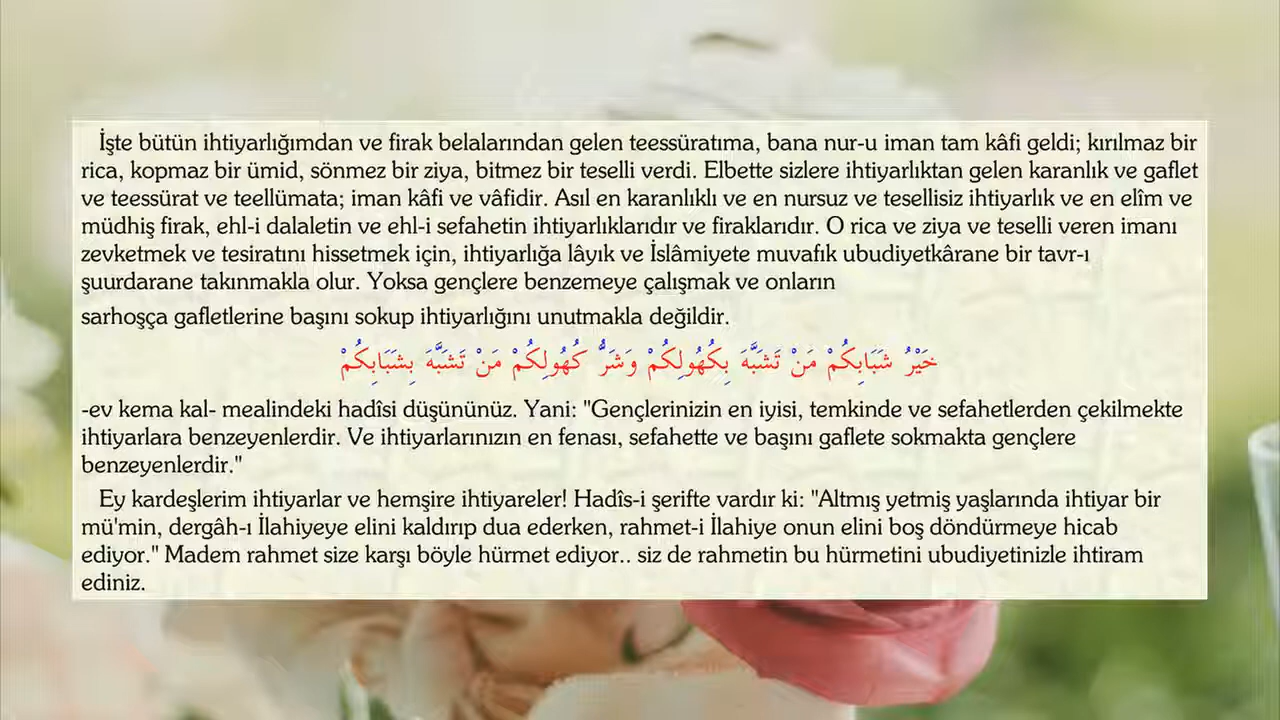 İşte bütün ihtiyarlığımdan ve firak belalarından gelen teessüratıma, bana nur-u iman tam kâfi geldi; kırılmaz bir
rica, kopmaz bir ümid, sönmez bir ziya, bitmez bir teselli verdi. Elbette sizlere ihtiyarlıktan gelen karanlık ve gaflet
ve teessürat ve teellümata; iman kâfi ve vâfidir. Asıl en karanlıklı ve en nursuz ve tesellisiz ihtiyarlık ve en elîm ve
müdhiş firak, ehl-i dalaletin ve ehl-i sefahetin ihtiyarlıklarıdır ve firaklarıdır. O rica ve ziya ve teselli veren imanı
zevketmek ve tesiratını hissetmek için, ihtiyarlığa lâyık ve İslâmiyete muvafık ubudiyetkârane bir tavr-ı
şuurdarane takınmakla olur. Yoksa gençlere benzemeye çalışmak ve onların
sarhoşça gafletlerine başını sokup ihtiyarlığını unutmakla değildir.
خَيْرُ شَبَابِكُمْ مَنْ تَشَبَّهَ بِكُهُولِكُمْ وَشَرُّ كُهُولِكُمْ مَنْ تَشَبَّهَ بِشَبَابِكُمْ
-ev kema kal- mealindeki hadîsi düşününüz. Yani: "Gençlerinizin en iyisi, temkinde ve sefahetlerden çekilmekte
ihtiyarlara benzeyenlerdir. Ve ihtiyarlarınızın en fenası, sefahette ve başını gaflete sokmakta gençlere
benzeyenlerdir."
Ey kardeşlerim ihtiyarlar ve hemşire ihtiyareler! Hadîs-i şerifte vardır ki: "Altmış yetmiş yaşlarında ihtiyar bir
mü'min, dergâh-ı İlahiyeye elini kaldırıp dua ederken, rahmet-i İlahiye onun elini boş döndürmeye hicab
ediyor." Madem rahmet size karşı böyle hürmet ediyor.. siz de rahmetin bu hürmetini ubudiyetinizle ihtiram
ediniz.